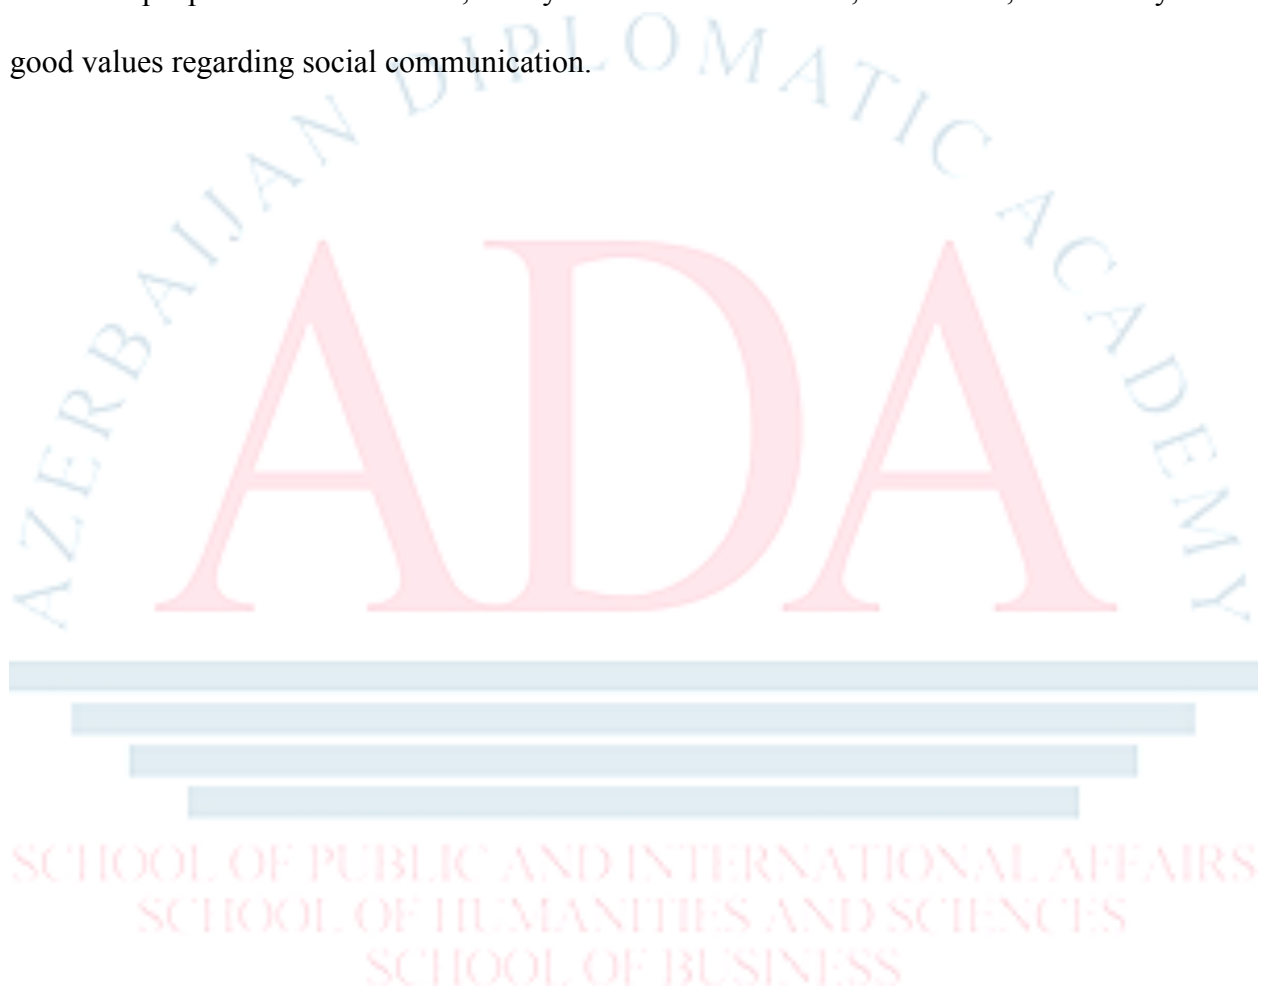 good values regarding social communication.
AZERBAIJAN DIPLOMATIC ACADEMY
ADA
SCHOOL OF PUBLIC AND INTERNATIONAL AFFAIRS
SCHOOL OF HUMANITIES AND SCIENCES
SCHOOL OF BUSINESS